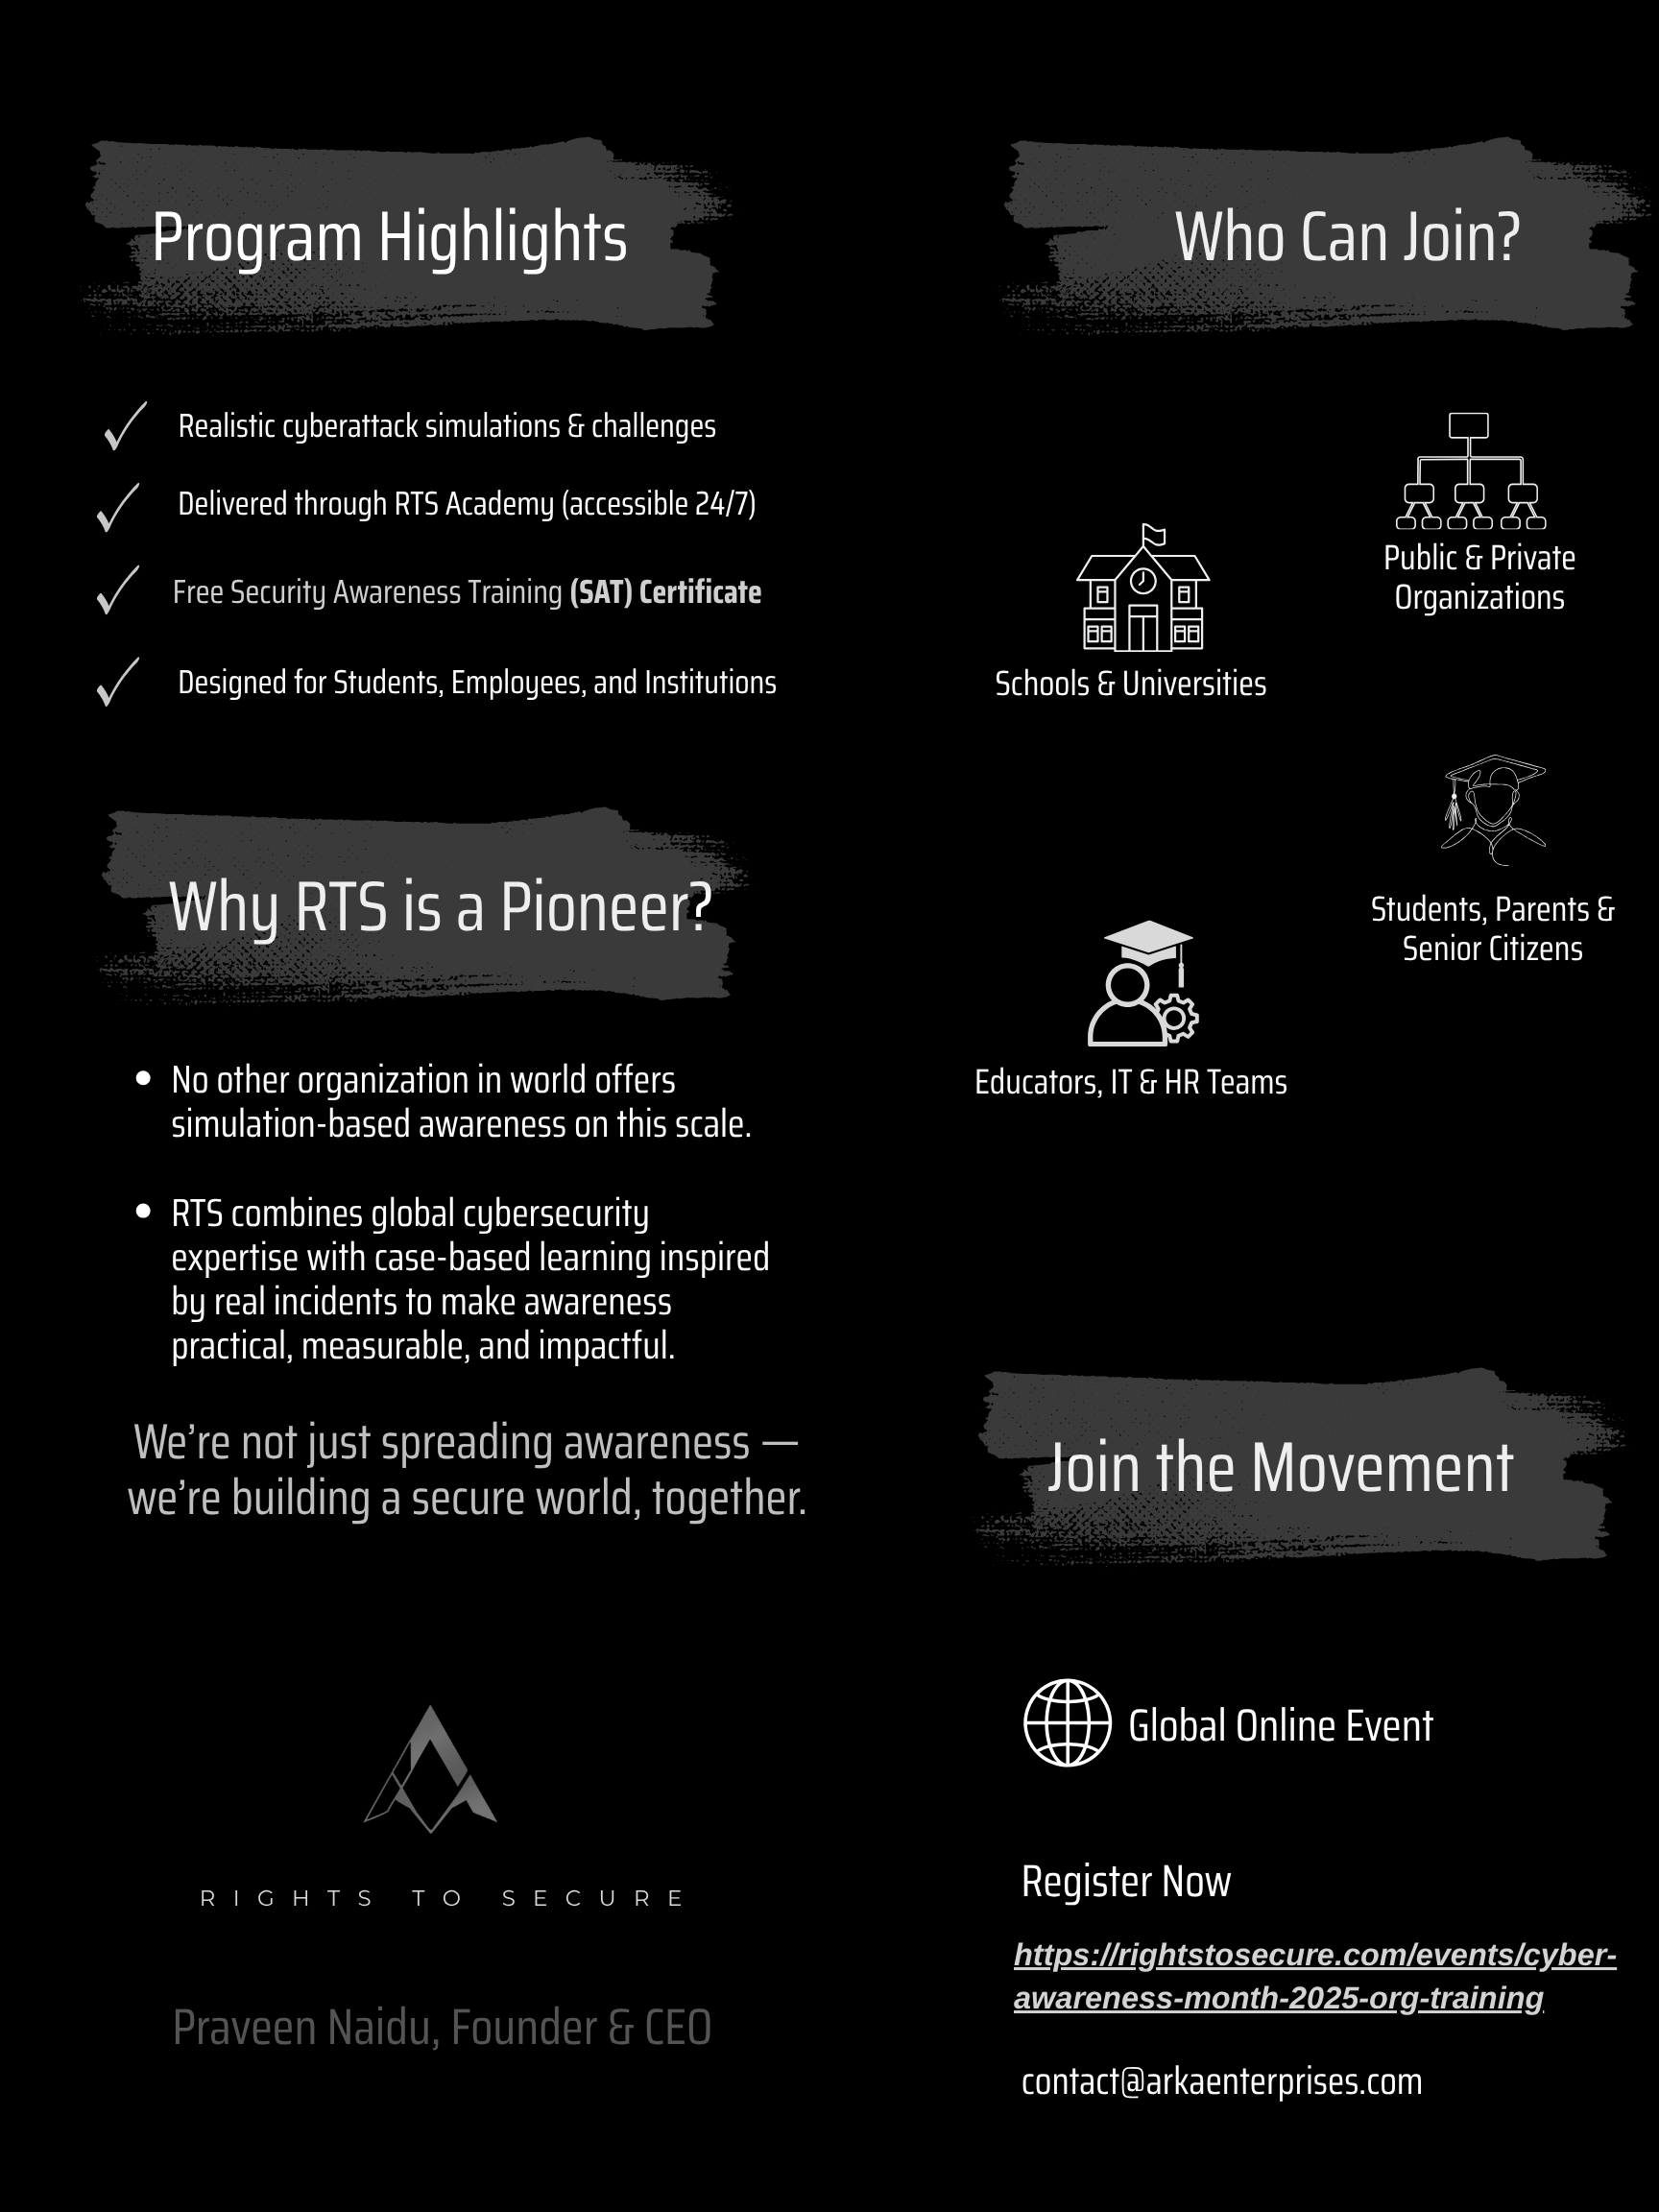 Program Highlights
Realistic cyberattack simulations & challenges
Delivered through RTS Academy (accessible 24/7)
Free Security Awareness Training (SAT) Certificate
Designed for Students, Employees, and Institutions
Why RTS is a Pioneer?
No other organization in world offers
simulation-based awareness on this scale.
RTS combines global cybersecurity
expertise with case-based learning inspired
by real incidents to make awareness
practical, measurable, and impactful.
We’re not just spreading awareness —
we’re building a secure world, together.
RIGHTS TO SECURE
Praveen Naidu, Founder & CEO
Who Can Join?
Public & Private
Organizations
Schools & Universities
Students, Parents &
Senior Citizens
Educators, IT & HR Teams
Join the Movement
Global Online Event
Register Now
https://rightstosecure.com/events/cyber-
awareness-month-2025-org-training
contact@arkaenterprises.com